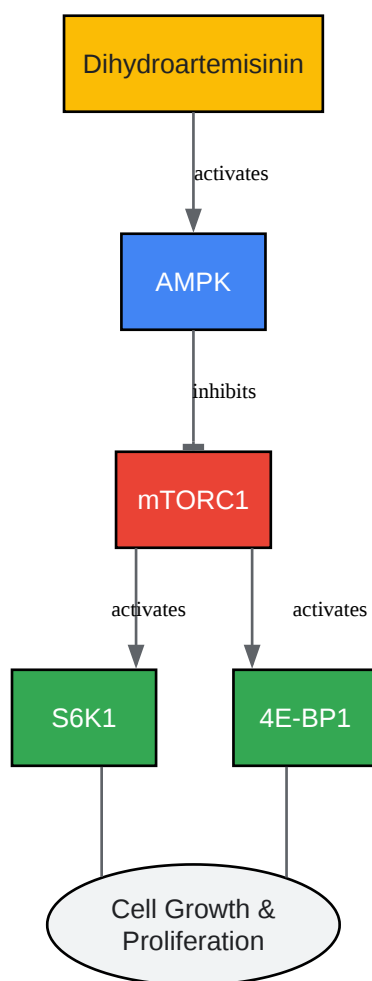 Dihydroartemisinin
activates
AMPK
inhibits
mTORC1
activates
activates
S6K1
4E-BP1
Cell Growth &
Proliferation